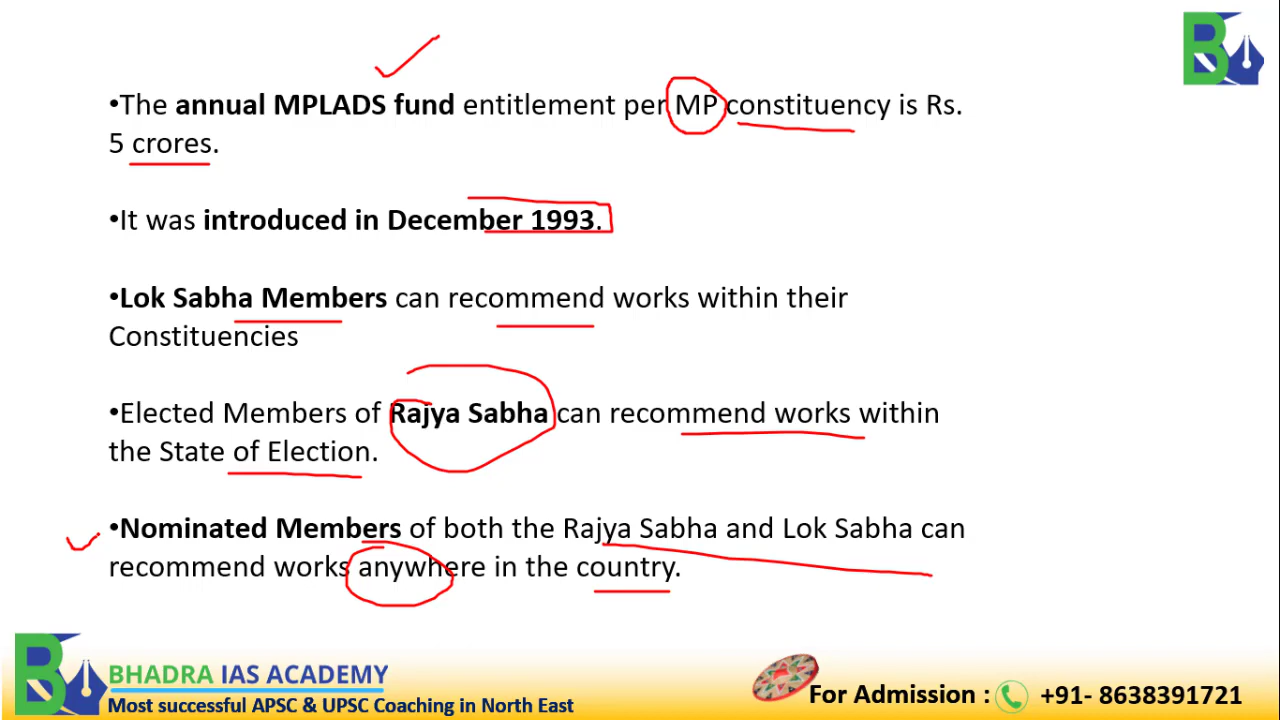 •The annual MPLADS fund entitlement per MP constituency is Rs.
5 crores.
•It was introduced in December 1993.
•Lok Sabha Members can recommend works within their
Constituencies
•Elected Members of Rajya Sabha can recommend works within
the State of Election.
•Nominated Members of both the Rajya Sabha and Lok Sabha can
recommend works anywhere in the country.
BHADRA IAS ACADEMY
Most successful APSC & UPSC Coaching in North East
For Admission : +91- 8638391721